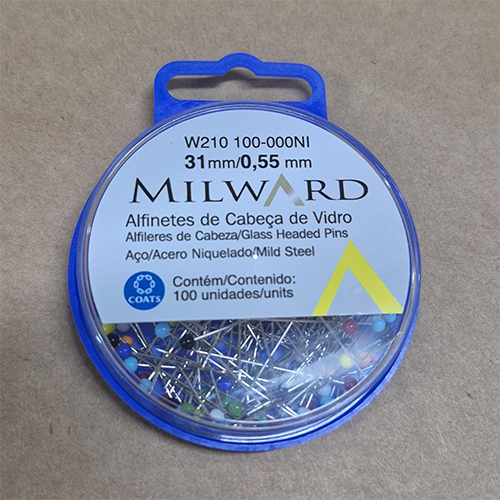 W210 100-000NI
31mm/0,55 mm
MILWARD
Alfinetes de Cabeça de Vidro
Alfileres de Cabeza/Glass Headed Pins
Aço/Acero Niquelado/Mild Steel
COATS
Contém/Contenido:
100 unidades/units